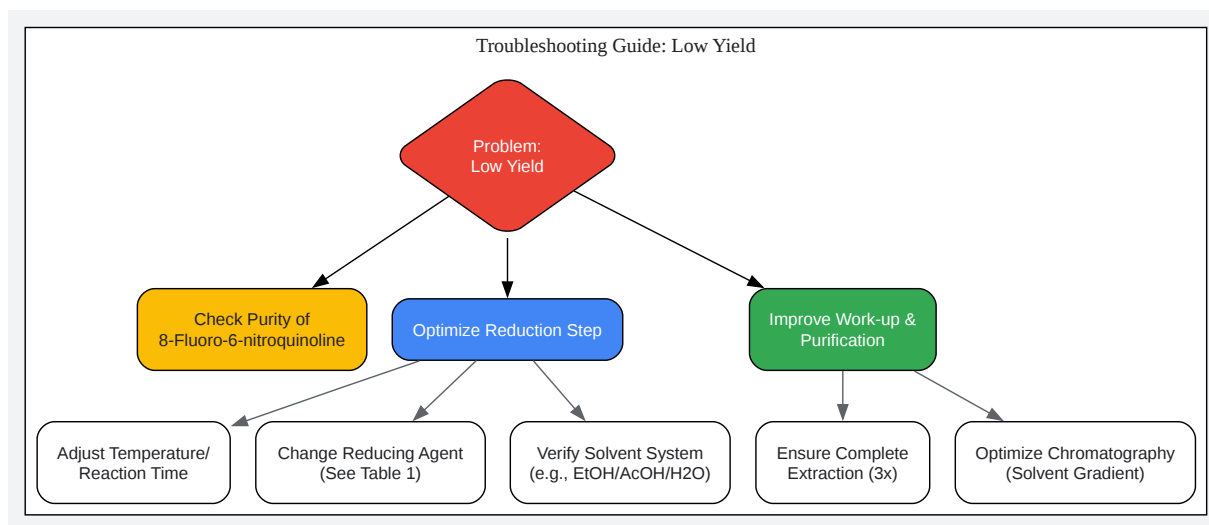 Troubleshooting Guide: Low Yield
Problem:
Low Yield
Check Purity of
8-Fluoro-6-nitroquinoline
Optimize Reduction Step
Improve Work-up &
Purification
Adjust Temperature/
Reaction Time
Change Reducing Agent
(See Table 1)
Verify Solvent System
(e.g., EtOH/AcOH/H2O)
Ensure Complete
Extraction (3x)
Optimize Chromatography
(Solvent Gradient)